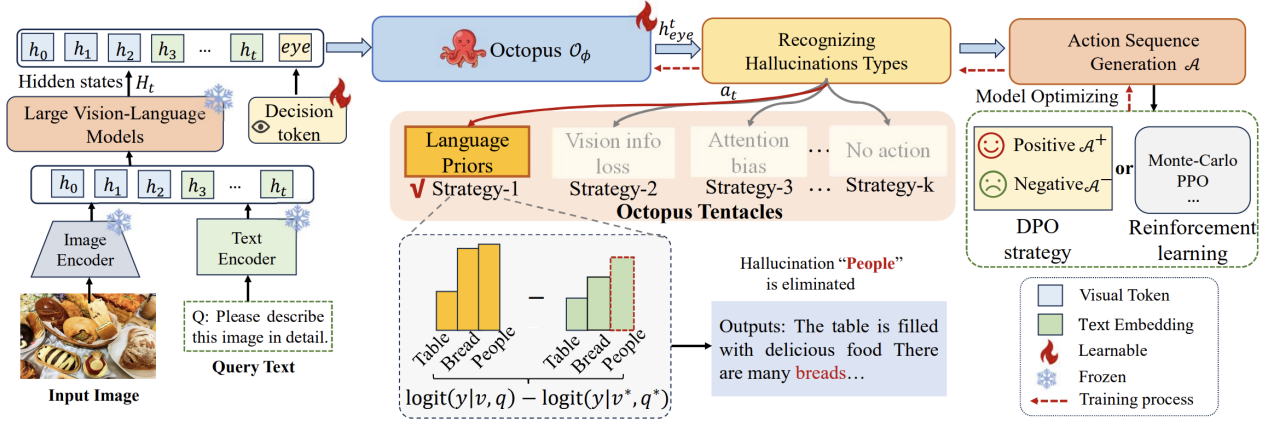 h₀ h₁ h₂ h₃ ... hₜ eye
Hidden states Hₜ
Large Vision-Language
Models
Decision
token
h₀ h₁ h₂ h₃ ... hₜ
Image
Encoder
Text
Encoder
Q: Please describe
this image in detail.
Query Text
Input Image
Octopus 𝒪_ϕ
h^t_eye
Recognizing
Hallucinations Types
Action Sequence
Generation 𝒜
aₜ
Model Optimizing
Language
Priors
Vision info
loss
Attention
bias
...
No action
√ Strategy-1
Strategy-2
Strategy-3
...
Strategy-k
Octopus Tentacles
Positive 𝒜⁺
Negative 𝒜⁻
or
Monte-Carlo
PPO
...
DPO
strategy
Reinforcement
learning
Table
Bread
People
−
Table
Bread
People
logit(y|v, q) − logit(y|v*, q*)
Hallucination “People”
is eliminated
Outputs: The table is filled
with delicious food There
are many breads…
Visual Token
Text Embedding
Learnable
Frozen
Training process